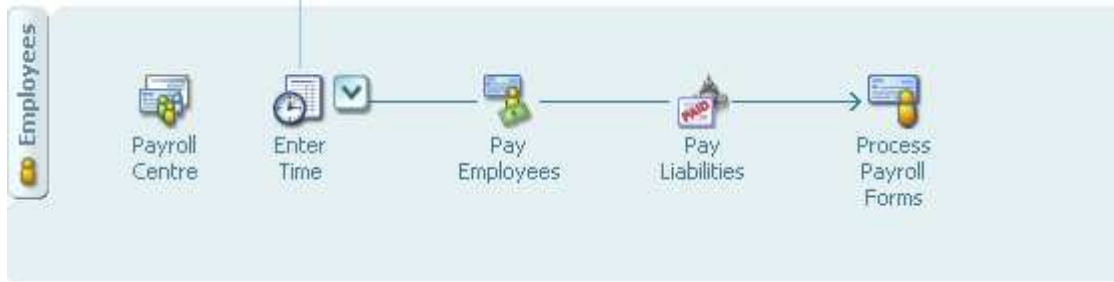 Employees
Payroll
Centre
Enter
Time
Pay
Employees
Pay
Liabilities
PAID
Process
Payroll
Forms